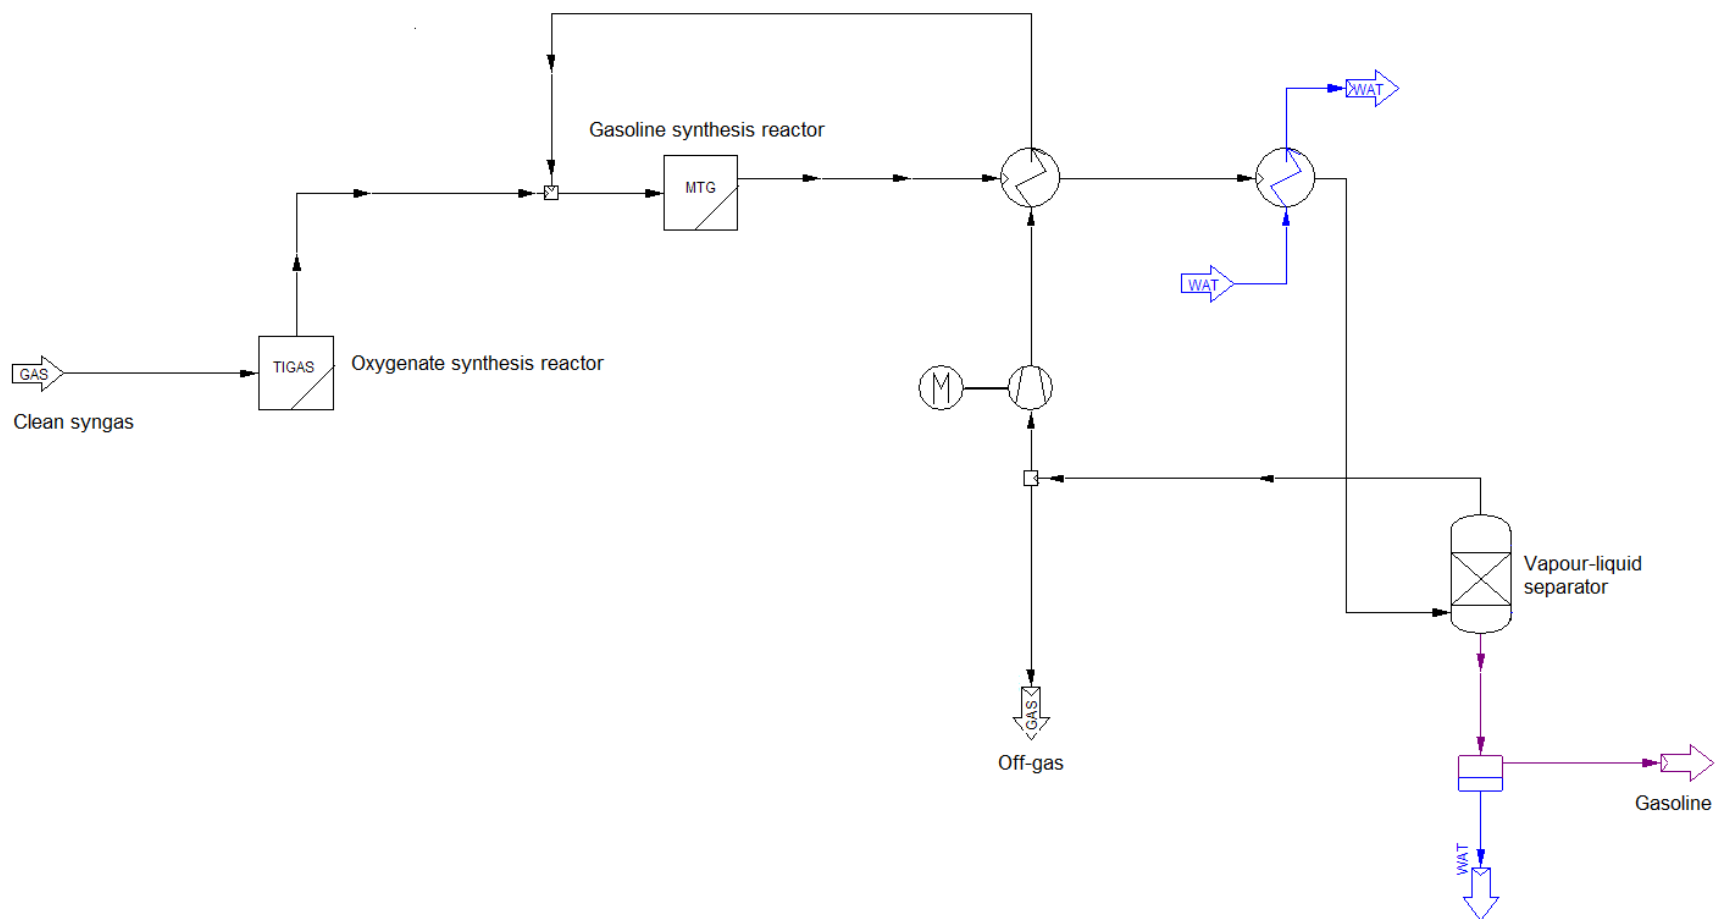 WAT
Gasoline synthesis reactor
MTG
WAT
GAS
TIGAS
Oxygenate synthesis reactor
Clean syngas
M
Vapour-liquid
separator
GAS
Off-gas
Gasoline
WAT